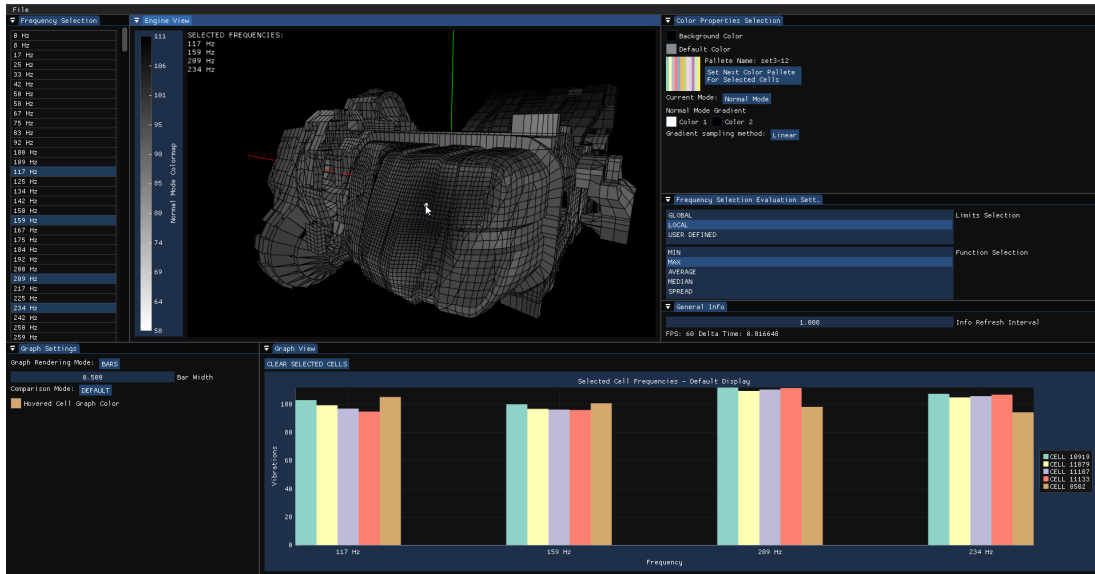 File
Frequency Selection
0 Hz
8 Hz
17 Hz
25 Hz
33 Hz
42 Hz
50 Hz
58 Hz
67 Hz
75 Hz
83 Hz
92 Hz
100 Hz
109 Hz
117 Hz
125 Hz
134 Hz
142 Hz
150 Hz
159 Hz
167 Hz
175 Hz
184 Hz
192 Hz
200 Hz
209 Hz
217 Hz
225 Hz
234 Hz
242 Hz
250 Hz
259 Hz
Engine View
111
106
101
95
90
85
80
74
69
64
58
Normal Mode Colormap
SELECTED FREQUENCIES:
117 Hz
159 Hz
209 Hz
234 Hz
Color Properties Selection
Background Color
Default Color
Pallete Name: set3-12
Set Next Color Pallete
For Selected Cells
Current Mode: Normal Mode
Normal Mode Gradient
Color 1 Color 2
Gradient sampling method: Linear
Frequency Selection Evaluation Sett.
GLOBAL
LOCAL
USER DEFINED
Limits Selection
MIN
MAX
AVERAGE
MEDIAN
SPREAD
Function Selection
General Info
1.000 Info Refresh Interval
FPS: 60 Delta Time: 0.016648
Graph Settings
Graph Rendering Mode: BARS
0.500 Bar Width
Comparison Mode: DEFAULT
Hovered Cell Graph Color
Graph View
CLEAR SELECTED CELLS
Selected Cell Frequencies - Default Display
100
80
60
40
20
0
Vibrations
117 Hz 159 Hz 209 Hz 234 Hz
Frequency
CELL 10919
CELL 11079
CELL 11107
CELL 11133
CELL 8502